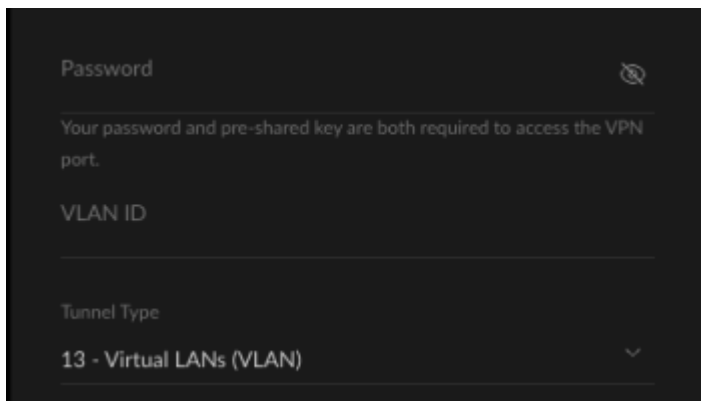 Password
Your password and pre-shared key are both required to access the VPN
port.
VLAN ID
Tunnel Type
13 - Virtual LANs (VLAN)